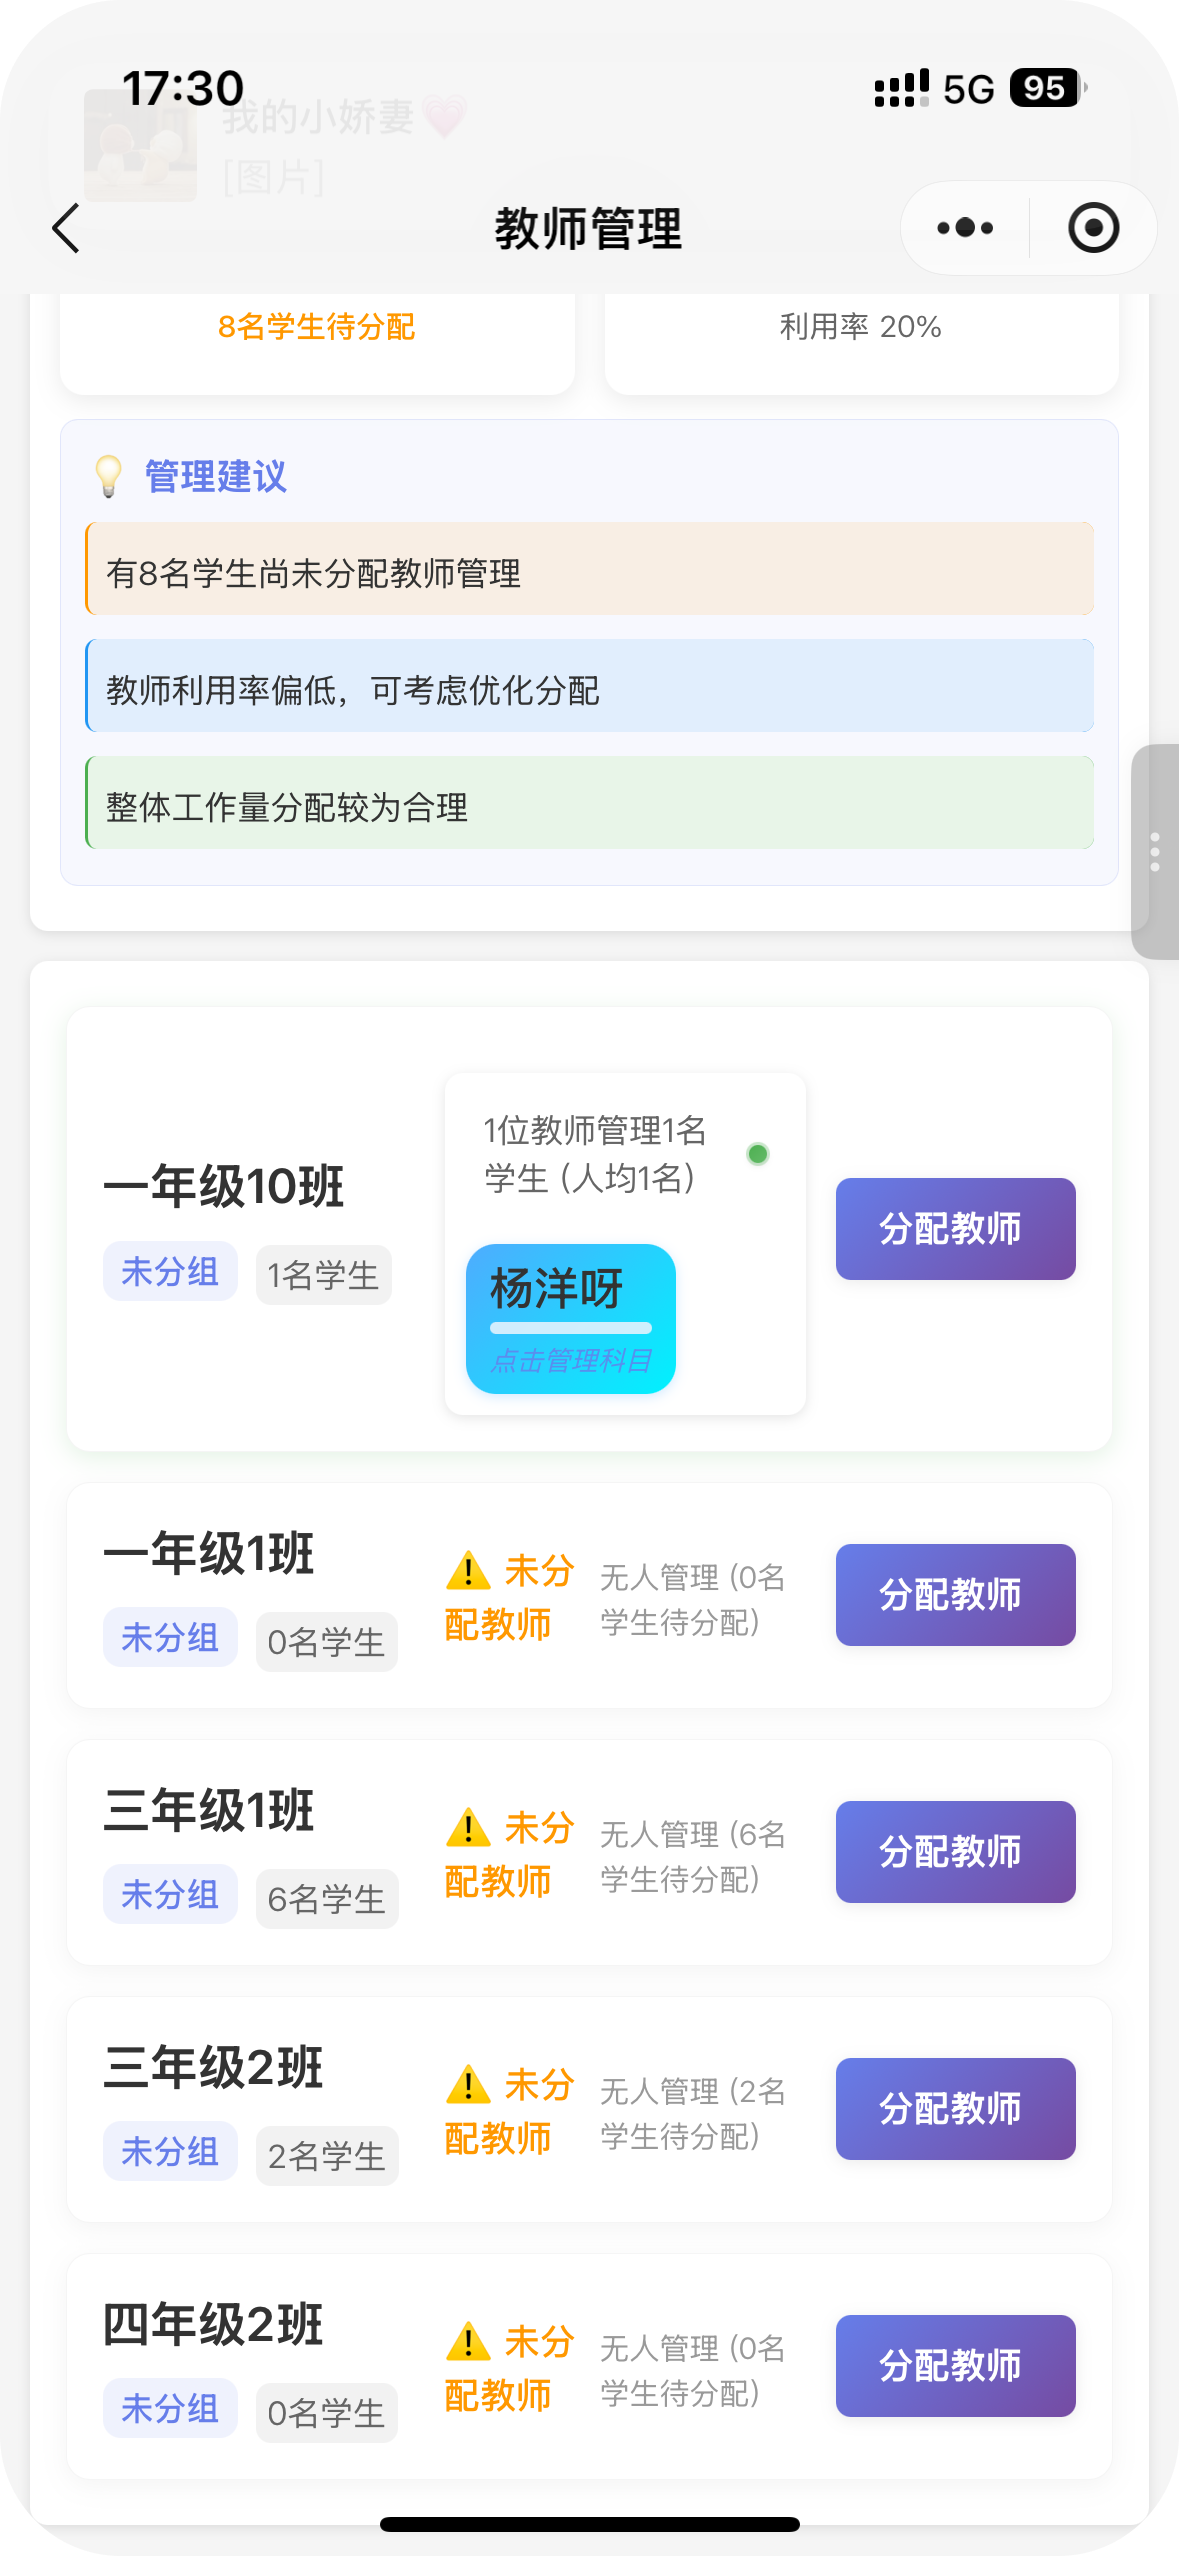 17:30
5G
95
我的小娇妻
[图片]
教师管理
8名学生待分配
利用率 20%
管理建议
有8名学生尚未分配教师管理
教师利用率偏低，可考虑优化分配
整体工作量分配较为合理
一年级10班
未分组
1名学生
1位教师管理1名
学生 (人均1名)
杨洋呀
点击管理科目
分配教师
一年级1班
未分组
0名学生
未分
配教师
无人管理 (0名
学生待分配)
分配教师
三年级1班
未分组
6名学生
未分
配教师
无人管理 (6名
学生待分配)
分配教师
三年级2班
未分组
2名学生
未分
配教师
无人管理 (2名
学生待分配)
分配教师
四年级2班
未分组
0名学生
未分
配教师
无人管理 (0名
学生待分配)
分配教师